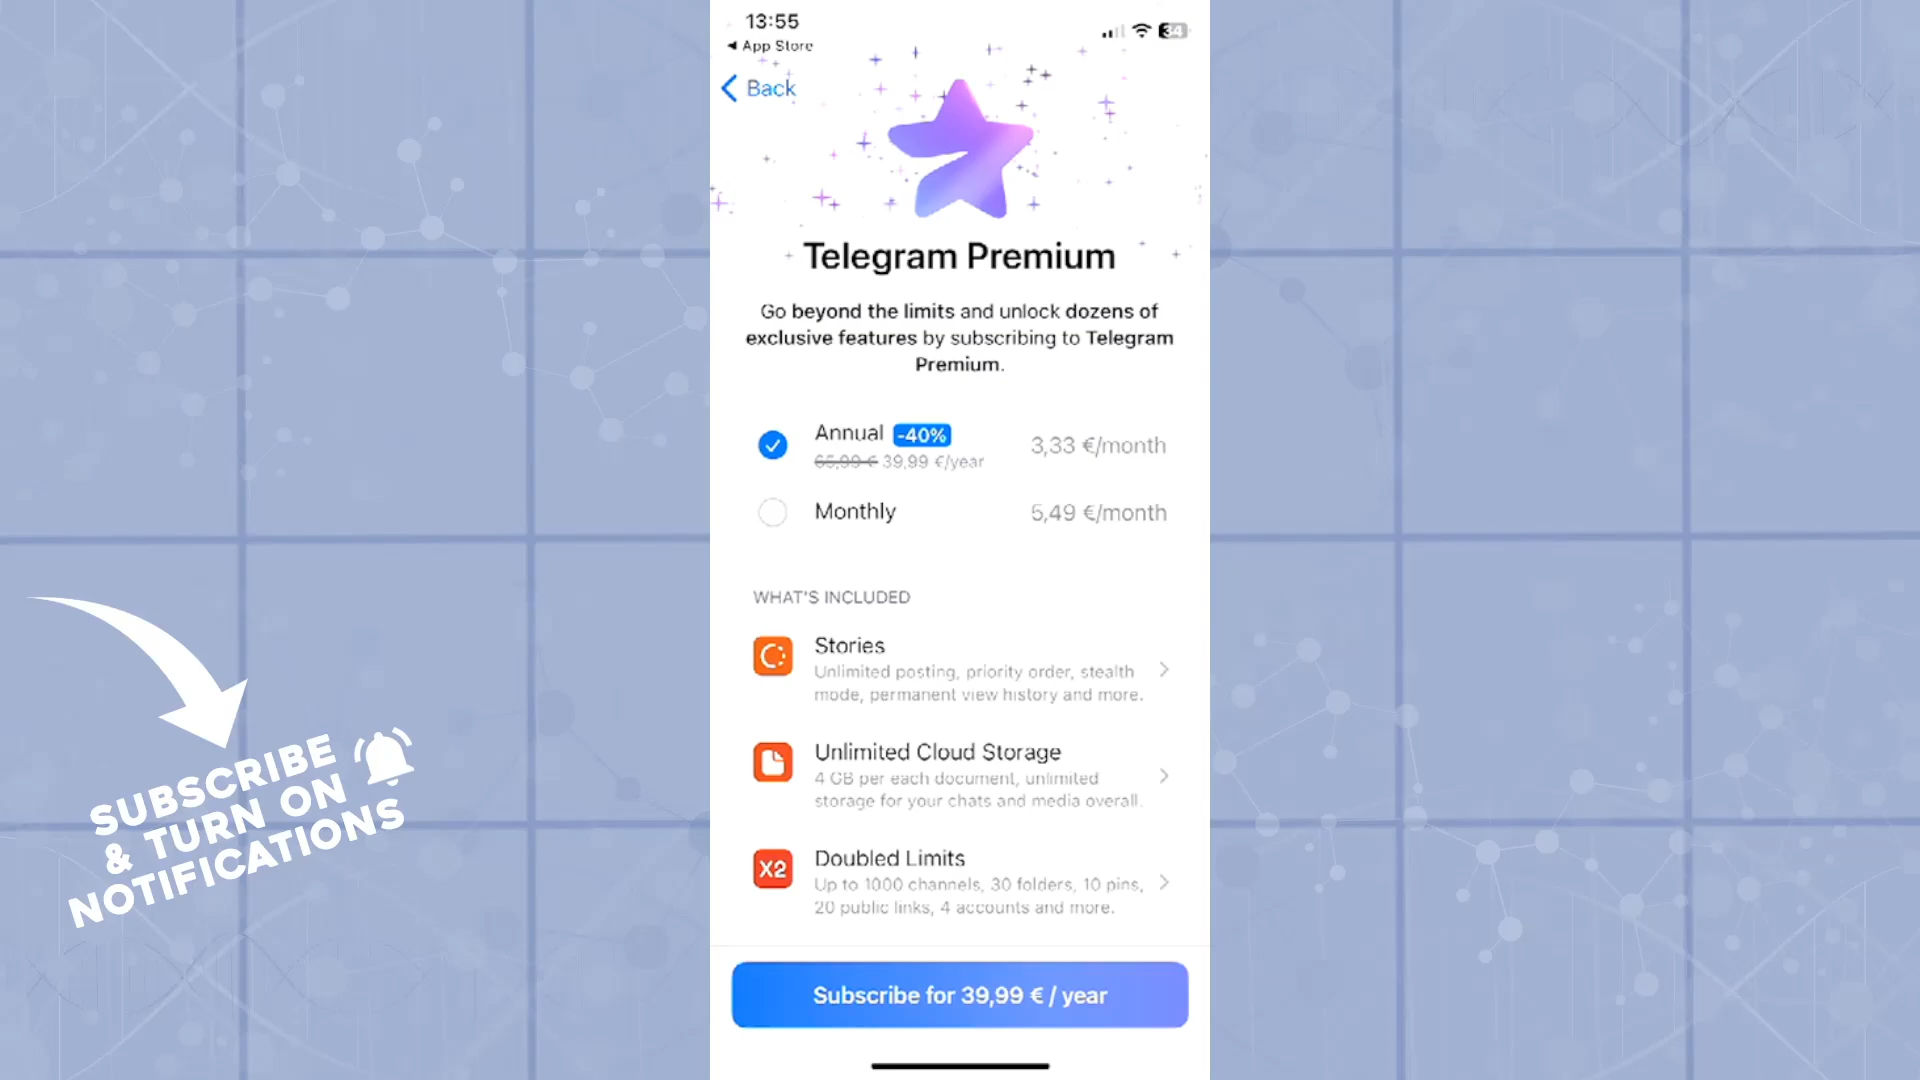 13:55
34
◀ App Store
Back
Telegram Premium
Go beyond the limits and unlock dozens of
exclusive features by subscribing to Telegram
Premium.
Annual -40%
65,99 € 39,99 €/year
3,33 €/month
Monthly
5,49 €/month
WHAT'S INCLUDED
Stories
Unlimited posting, priority order, stealth
mode, permanent view history and more.
Unlimited Cloud Storage
4 GB per each document, unlimited
storage for your chats and media overall.
X2
Doubled Limits
Up to 1000 channels, 30 folders, 10 pins,
20 public links, 4 accounts and more.
Subscribe for 39,99 € / year
SUBSCRIBE
& TURN ON
NOTIFICATIONS